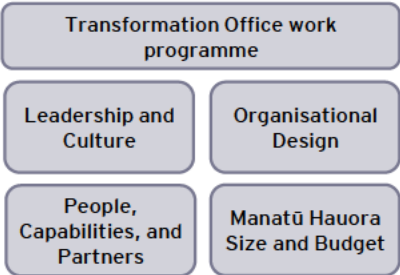 Transformation Office work
programme
Leadership and
Culture
Organisational
Design
People,
Capabilities, and
Partners
Manatū Hauora
Size and Budget